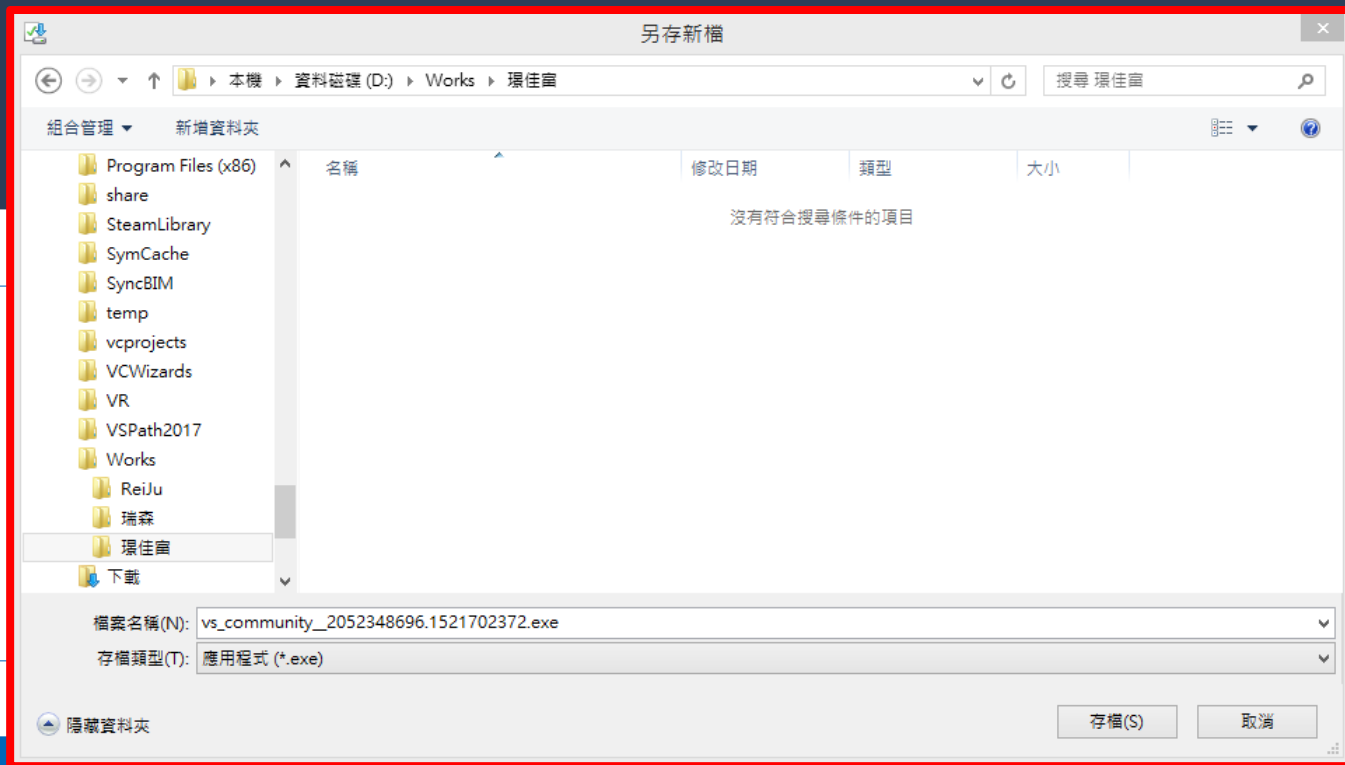 另存新檔
本機 資料磁碟 (D:) Works 環佳甯 搜尋 環佳甯
組合管理 新增資料夾
名稱 修改日期 類型 大小
沒有符合搜尋條件的項目
Program Files (x86)
share
SteamLibrary
SymCache
SyncBIM
temp
vcprojects
VCWizards
VR
VSPath2017
Works
ReiJu
瑞森
環佳甯
下載
檔案名稱(N): vs_community__2052348696.1521702372.exe
存檔類型(T): 應用程式 (*.exe)
隱藏資料夾 存檔(S) 取消